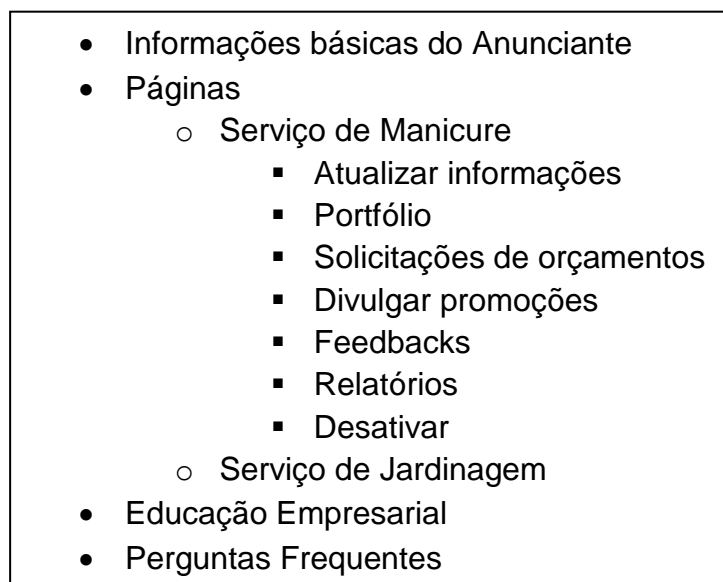 • Informações básicas do Anunciante
• Páginas
o Serviço de Manicure
▪ Atualizar informações
▪ Portfólio
▪ Solicitações de orçamentos
▪ Divulgar promoções
▪ Feedbacks
▪ Relatórios
▪ Desativar
o Serviço de Jardinagem
• Educação Empresarial
• Perguntas Frequentes